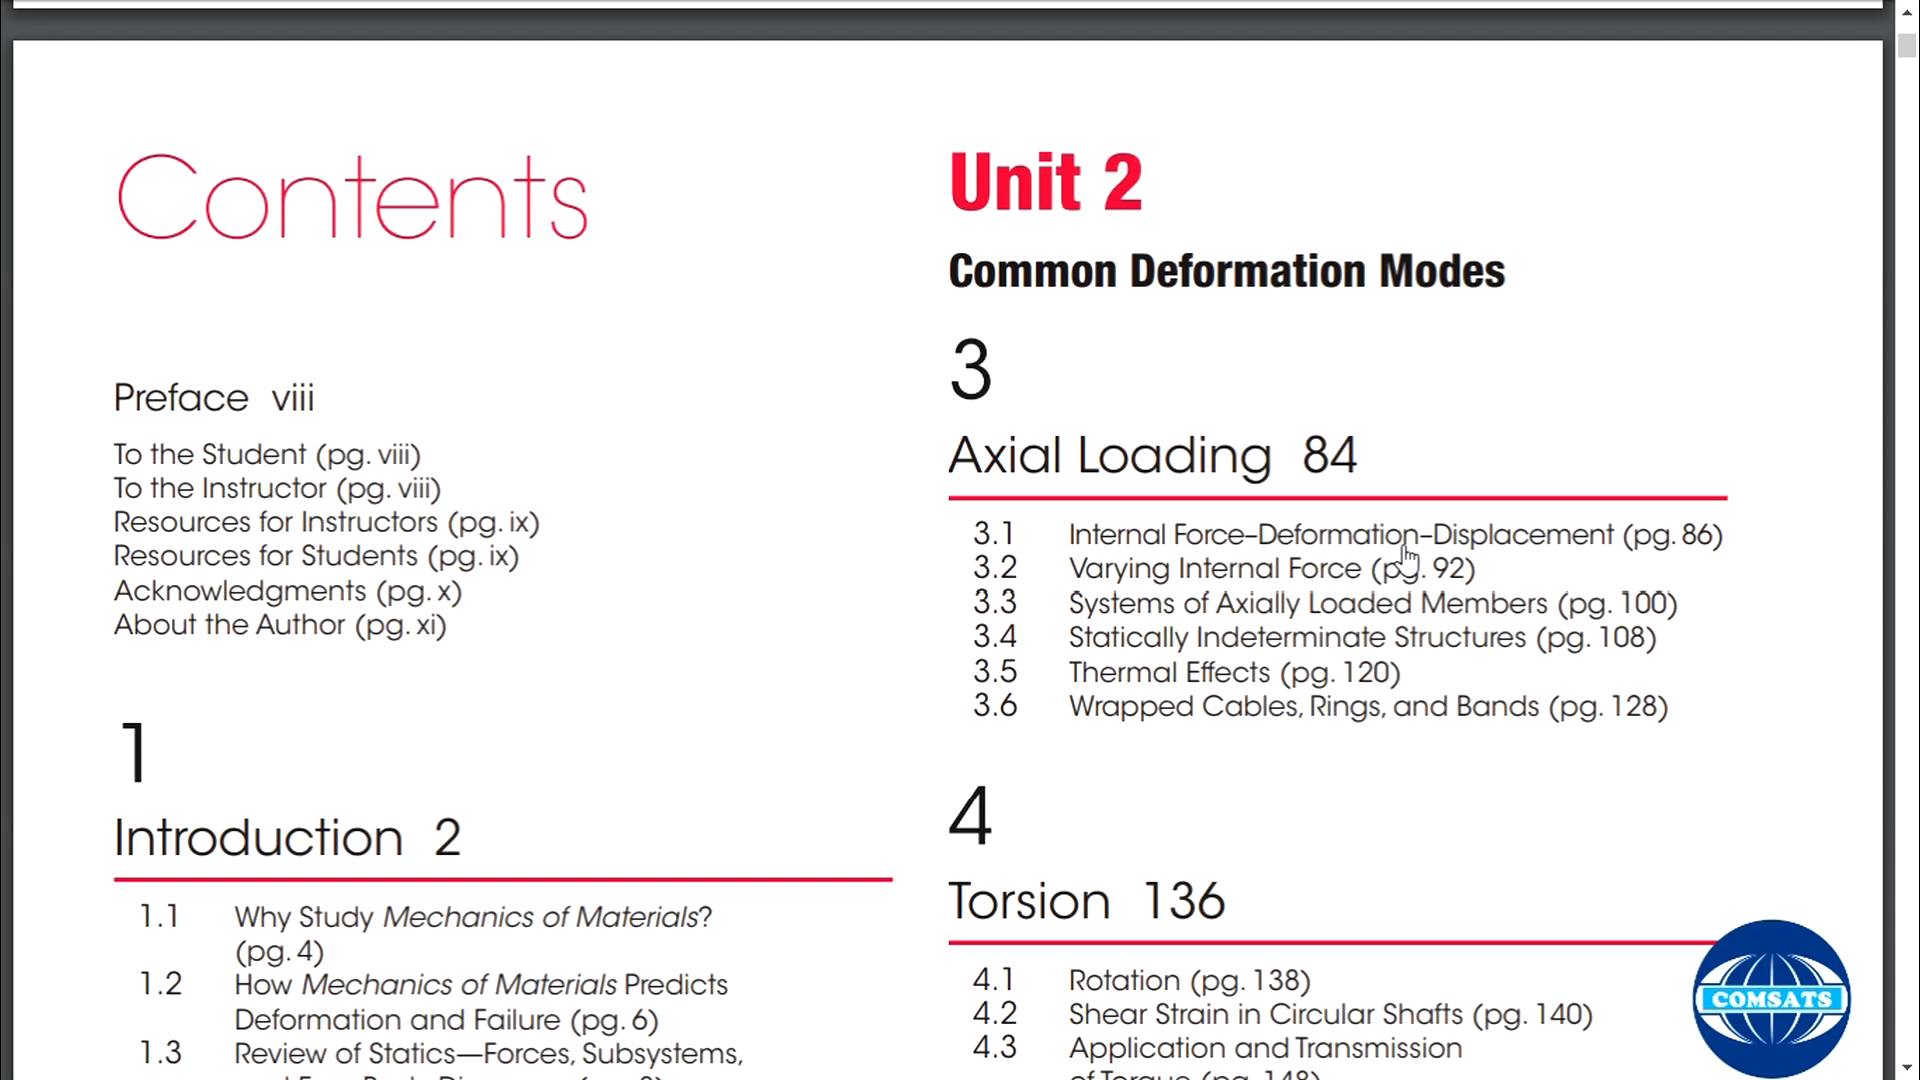 Contents
Preface viii
To the Student (pg. viii)
To the Instructor (pg. viii)
Resources for Instructors (pg. ix)
Resources for Students (pg. ix)
Acknowledgments (pg. x)
About the Author (pg. xi)
1
Introduction 2
1.1 Why Study Mechanics of Materials?
(pg. 4)
1.2 How Mechanics of Materials Predicts
Deformation and Failure (pg. 6)
1.3 Review of Statics—Forces, Subsystems,
Unit 2
Common Deformation Modes
3
Axial Loading 84
3.1 Internal Force–Deformation–Displacement (pg. 86)
3.2 Varying Internal Force (pg. 92)
3.3 Systems of Axially Loaded Members (pg. 100)
3.4 Statically Indeterminate Structures (pg. 108)
3.5 Thermal Effects (pg. 120)
3.6 Wrapped Cables, Rings, and Bands (pg. 128)
4
Torsion 136
4.1 Rotation (pg. 138)
4.2 Shear Strain in Circular Shafts (pg. 140)
4.3 Application and Transmission
of Torque (pg. 148)
COMSATS